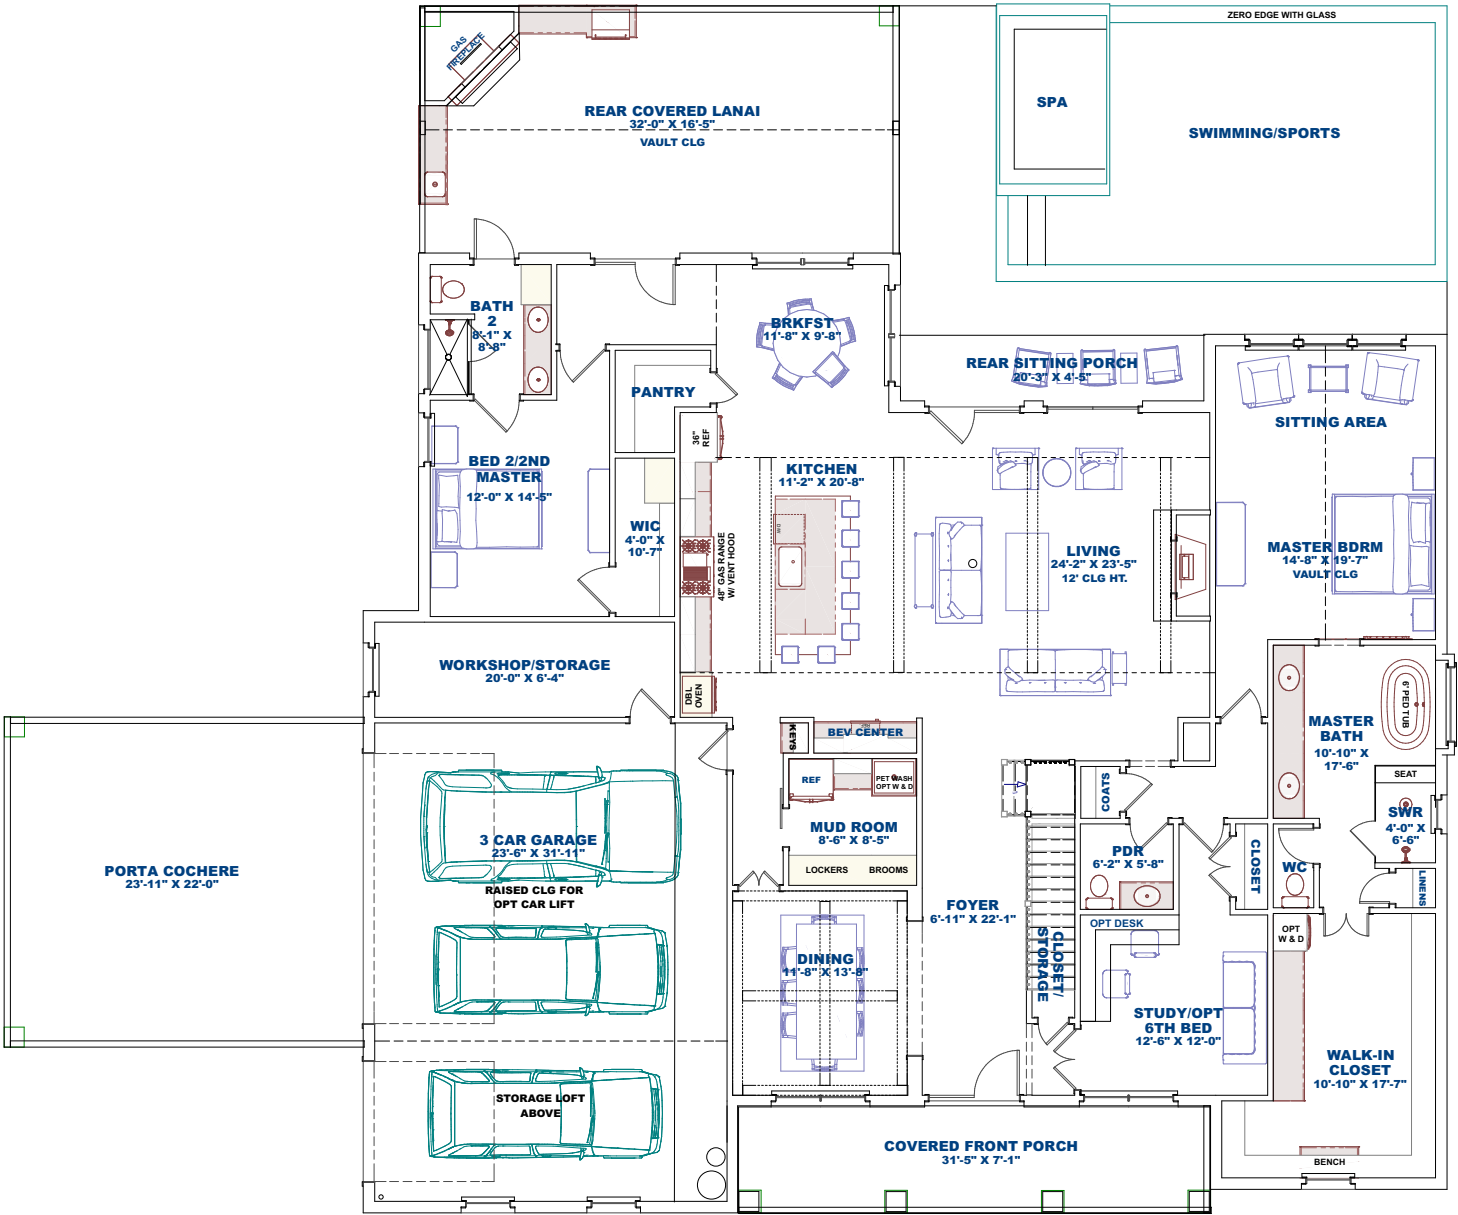 ZERO EDGE WITH GLASS
GAS
FIREPLACE
REAR COVERED LANAI
32'-0" X 16'-5"
VAULT CLG
SPA
SWIMMING/SPORTS
BATH
2
8'-1" X
8'-8"
BRKFST
11'-8" X 9'-8"
REAR SITTING PORCH
20'-3" X 4'-5"
PANTRY
SITTING AREA
36"
REF
BED 2/2ND
MASTER
12'-0" X 14'-5"
KITCHEN
11'-2" X 20'-8"
WIC
4'-0" X
10'-7"
48" GAS RANGE
W/ VENT HOOD
LIVING
24'-2" X 23'-5"
12' CLG HT.
MASTER BDRM
14'-8" X 19'-7"
VAULT CLG
WORKSHOP/STORAGE
20'-0" X 6'-4"
DBL
OVEN
6' PED TUB
KEYS
BEV CENTER
MASTER
BATH
10'-10" X
17'-6"
REF
PET WASH
OPT W & D
COATS
SEAT
SWR
4'-0" X
6'-6"
MUD ROOM
8'-6" X 8'-5"
3 CAR GARAGE
23'-6" X 31'-11"
RAISED CLG FOR
OPT CAR LIFT
PORTA COCHERE
23'-11" X 22'-0"
LOCKERS
BROOMS
PDR
6'-2" X 5'-8"
CLOSET
WC
LINENS
FOYER
6'-11" X 22'-1"
OPT DESK
OPT
W & D
CLOSET/
STORAGE
DINING
11'-8" X 13'-8"
STUDY/OPT
6TH BED
12'-6" X 12'-0"
WALK-IN
CLOSET
10'-10" X 17'-7"
STORAGE LOFT
ABOVE
COVERED FRONT PORCH
31'-5" X 7'-1"
BENCH